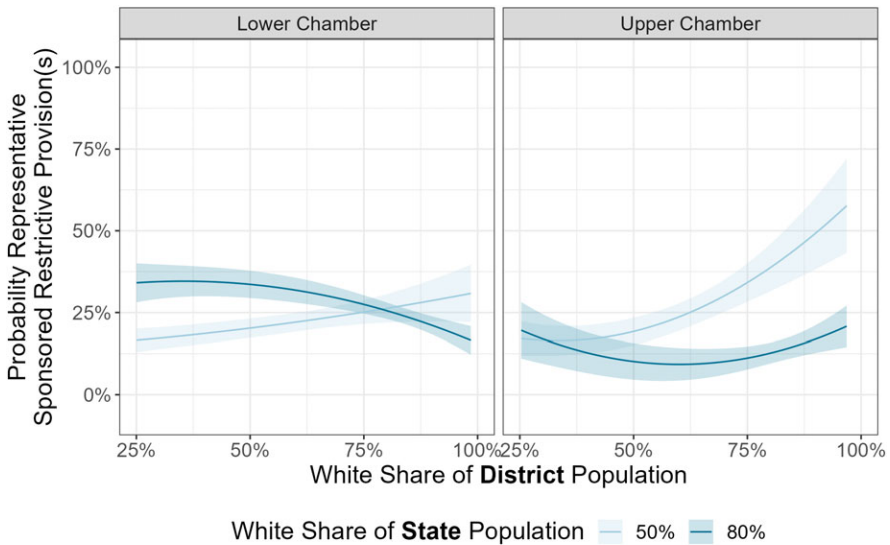 Lower Chamber
Upper Chamber
Probability Representative
Sponsored Restrictive Provision(s)
100%
75%
50%
25%
0%
25%
50%
75%
100%
25%
50%
75%
100%
White Share of District Population
White Share of State Population 50% 80%